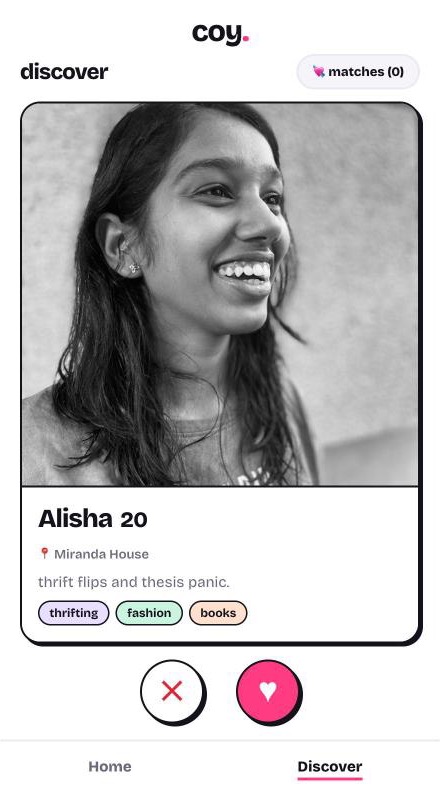 coy.
discover
💘 matches (0)
Alisha 20
📍 Miranda House
thrift flips and thesis panic.
thrifting fashion books
Home Discover